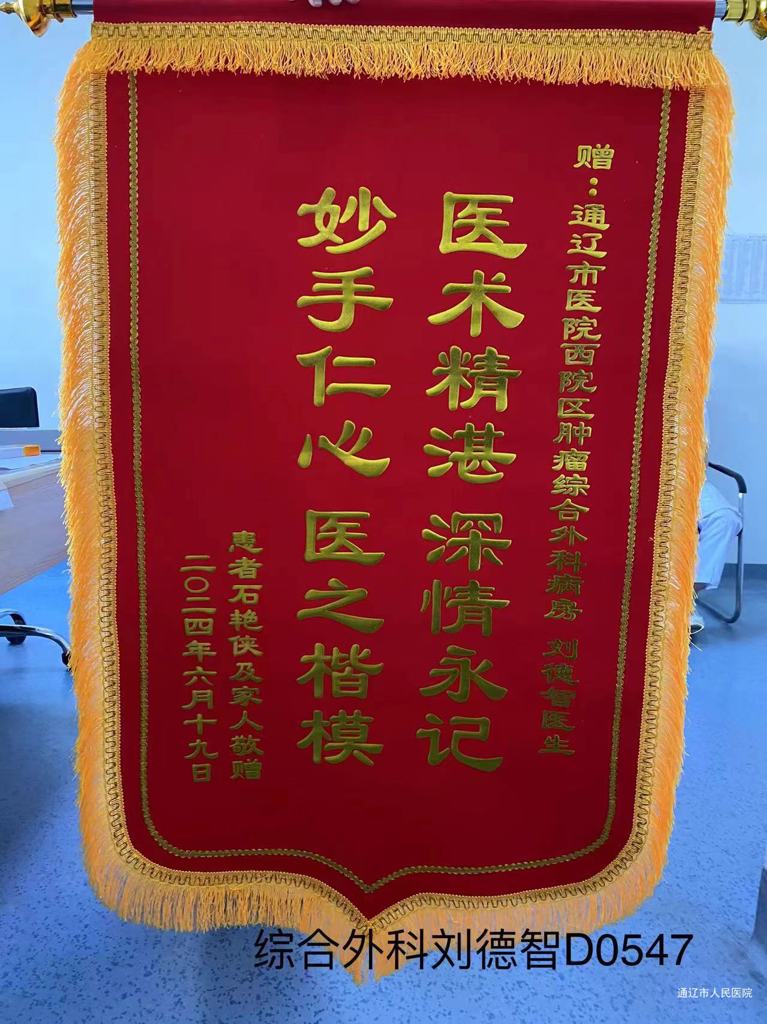 赠：通辽市医院西院区肿瘤综合外科病房 刘德智医生
医术精湛 深情永记
妙手仁心 医之楷模
患者石艳侠及家人敬赠
二〇二四年六月十九日
综合外科刘德智D0547
通辽市人民医院